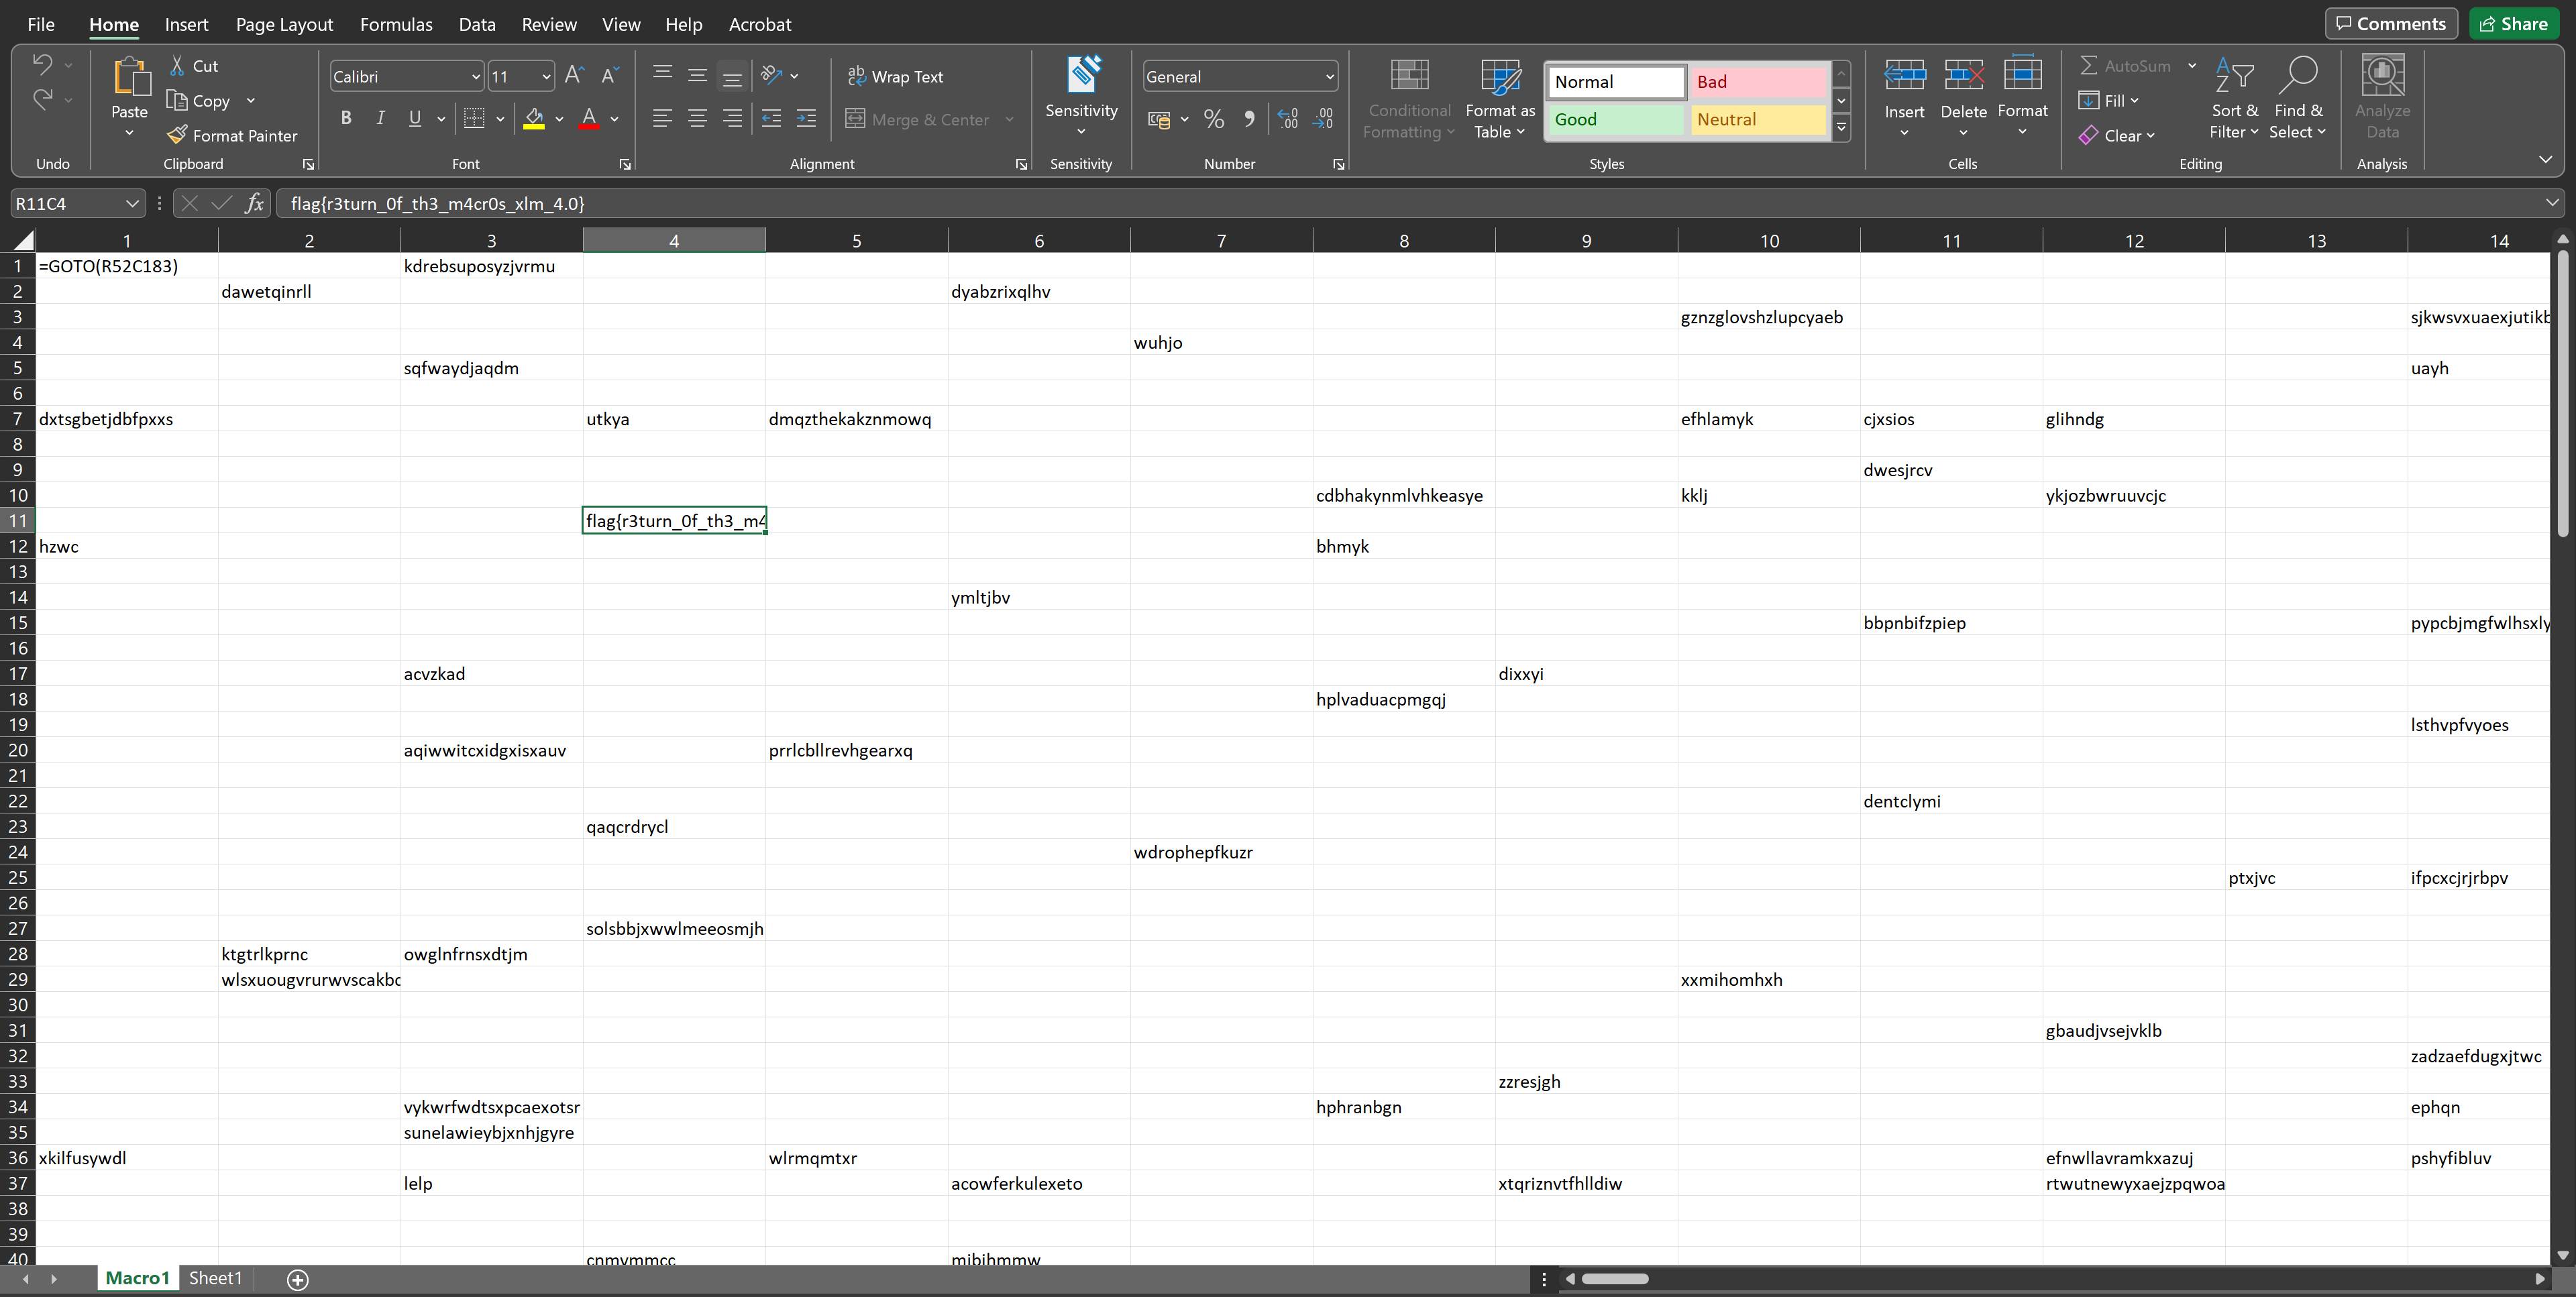 File Home Insert Page Layout Formulas Data Review View Help Acrobat Comments Share
Paste Cut Copy Format Painter
Undo Clipboard
Calibri 11 A A
B I U A
Font
Wrap Text
Merge & Center
Alignment
Sensitivity
Sensitivity
General
% 9 .00 .00
Number
Conditional Formatting
Format as Table
Normal Bad
Good Neutral
Styles
Insert Delete Format
Cells
AutoSum
Fill
Clear
Sort & Filter
Find & Select
Editing
Analyze Data
Analysis
R11C4 fx flag{r3turn_0f_th3_m4cr0s_xlm_4.0}
1 2 3 4 5 6 7 8 9 10 11 12 13 14
1 =GOTO(R52C183) kdrebsuposyzjvrmu
2 dawetqinrll dyabzrixqlhv
3 gznzglovshzlupcyaeb sjkwsvxuaexjutikb
4 wuhjo
5 sqfwaydjaqdm uayh
6
7 dxtsgbetjdbfpxxs utkya dmqzthekakznmowq efhlamyk cjxsios glihndg
8
9 dwesjrcv
10 cdbhakynmlvhkeasye kklj ykjozbwruuvcjc
11 flag{r3turn_0f_th3_m4
12 hzwc bhmyk
13
14 ymltjbv
15 bbpnbifzpiep pypcbjmgfwlhsxly
16
17 acvzkad dixxyi
18 hplvaduacpmgqj
19 lsthvpfvyoes
20 aqiwwitcxidgxisxauv prrlcbllrevhgearxq
21
22 dentclymi
23 qaqcrdrycl
24 wdrophepfkuzr
25 ptxjvc ifpcxcjrjrbpv
26
27 solsbbjxwwlmeeosmjh
28 ktgtrlkprnc owglnfrnsxdtjm
29 wlsxuougvrurwvscakbc xxmihomhxh
30
31 gbaudjvsejvklb
32 zadzaefdugxjtwc
33 zzresjgh
34 vykwrfwdtsxpcaexotsr hphranbgn ephqn
35 sunelawieybjxnhjgyre
36 xkilfusywdl wlrmqmtxr efnwllavramkxazuj pshyfibluv
37 lelp acowferkulexeto xtqriznvtfhlldiw rtwutnewyxaejzpqwoa
38
39
40
Macro1 Sheet1